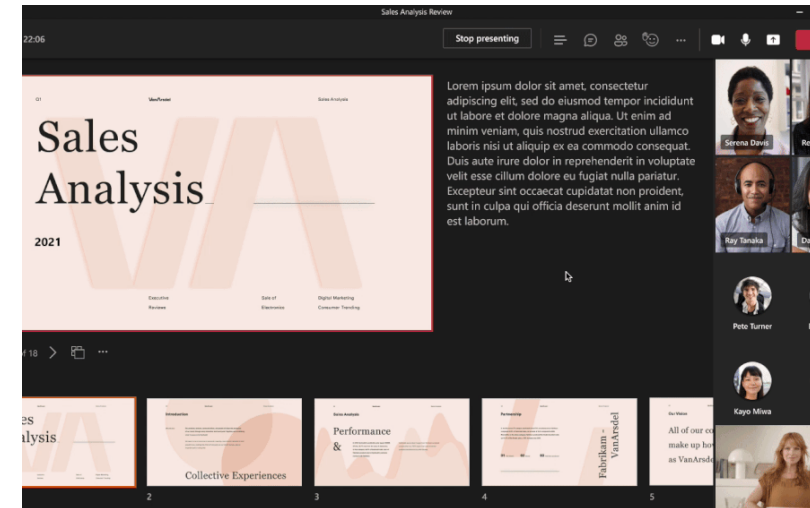 Sales Analysis Review
22:06
Stop presenting
Q1
VanArsdel
Sales Analysis
Sales
Analysis
2021
Executive
Reviews
Sale of
Electronics
Digital Marketing
Consumer Trending
Lorem ipsum dolor sit amet, consectetur
adipiscing elit, sed do eiusmod tempor incididunt
ut labore et dolore magna aliqua. Ut enim ad
minim veniam, quis nostrud exercitation ullamco
laboris nisi ut aliquip ex ea commodo consequat.
Duis aute irure dolor in reprehenderit in voluptate
velit esse cillum dolore eu fugiat nulla pariatur.
Excepteur sint occaecat cupidatat non proident,
sunt in culpa qui officia deserunt mollit anim id
est laborum.
Serena Davis
Re
Ray Tanaka
Da
Pete Turner
Kayo Miwa
of 18
es
alysis
Introduction
Collective Experiences
2
Sales Analysis
Performance
&
3
Partnership
Fabrikam -
VanArsdel
4
Our Vision
All of our co
make up how
as VanArsde
5